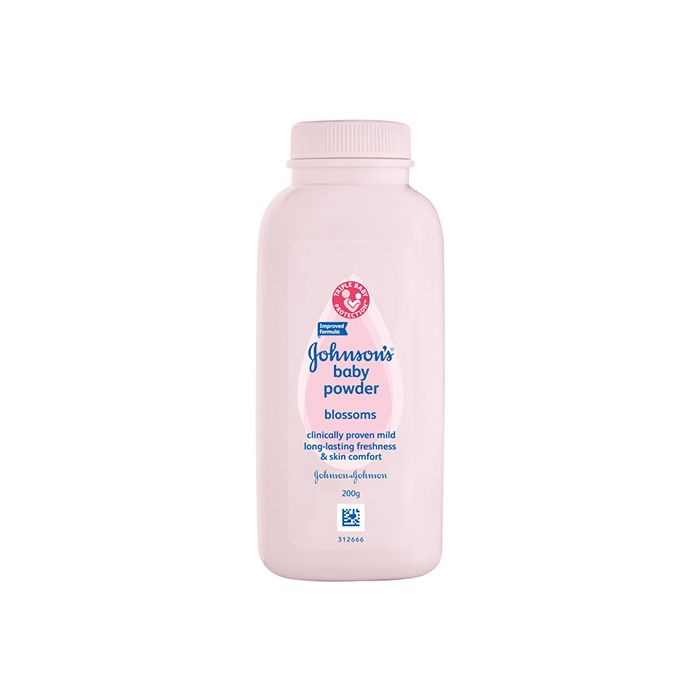 TRIPLE BABY PROTECTION™
Improved
formula
Johnson's®
baby
powder
blossoms
clinically proven mild
long-lasting freshness
& skin comfort
Johnson & Johnson
200g
312666